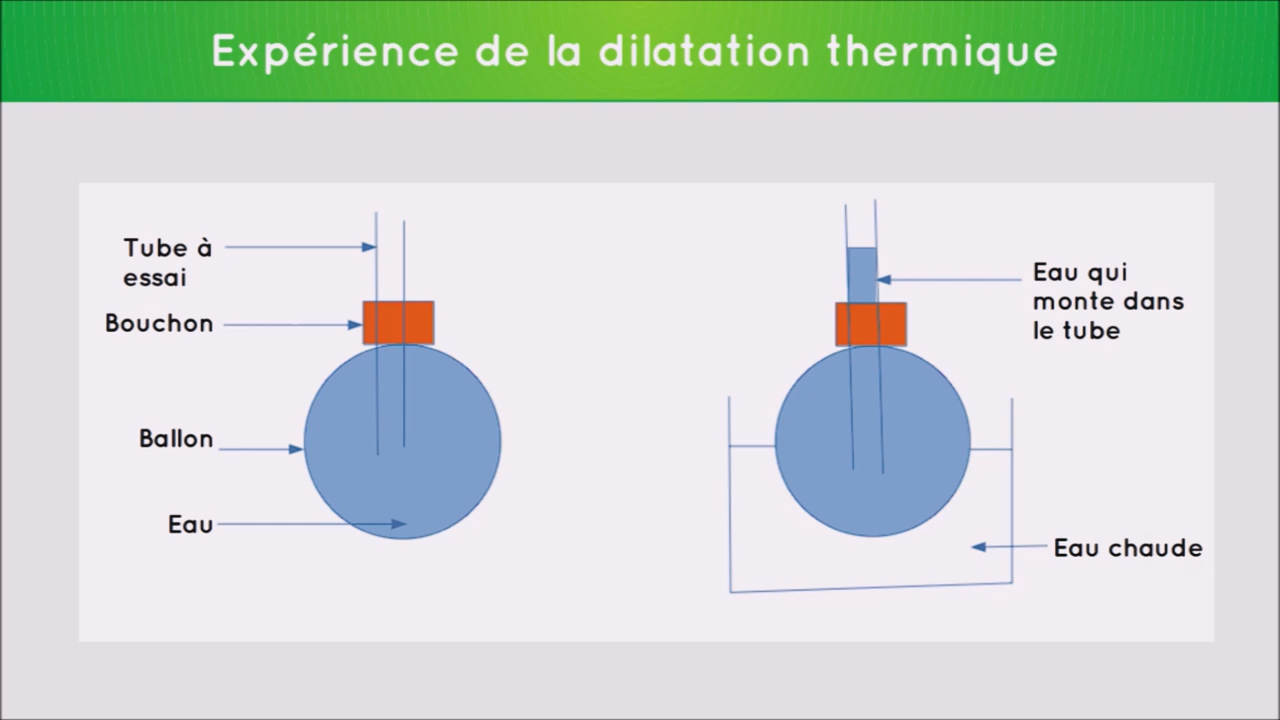 Expérience de la dilatation thermique
Tube à
essai
Bouchon
Ballon
Eau
Eau qui
monte dans
le tube
Eau chaude